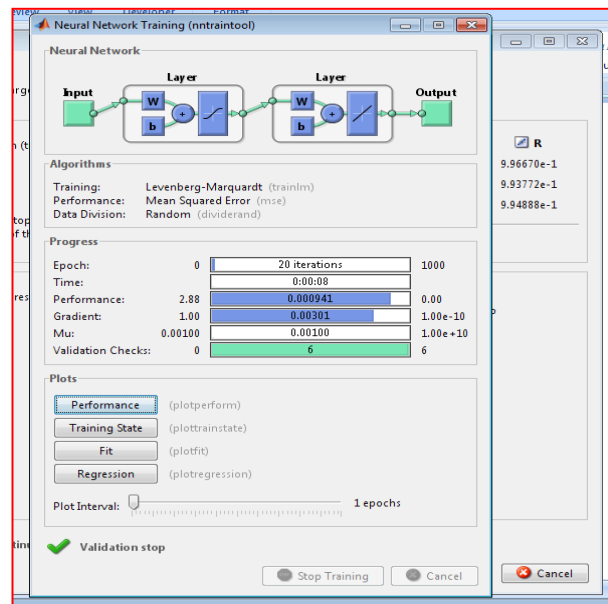 eview View Developer Format
Neural Network Training (nntraintool)
Neural Network
Layer Layer
Input Output
W W
+ +
b b
Algorithms
Training: Levenberg-Marquardt (trainlm)
Performance: Mean Squared Error (mse)
Data Division: Random (dividerand)
Progress
Epoch: 0 20 iterations 1000
Time: 0:00:08
Performance: 2.88 0.000941 0.00
Gradient: 1.00 0.00301 1.00e-10
Mu: 0.00100 0.00100 1.00e+10
Validation Checks: 0 6 6
Plots
Performance (plotperform)
Training State (plottrainstate)
Fit (plotfit)
Regression (plotregression)
Plot Interval: 1 epochs
Validation stop
Stop Training Cancel
R
9.96670e-1
9.93772e-1
9.94888e-1
Cancel